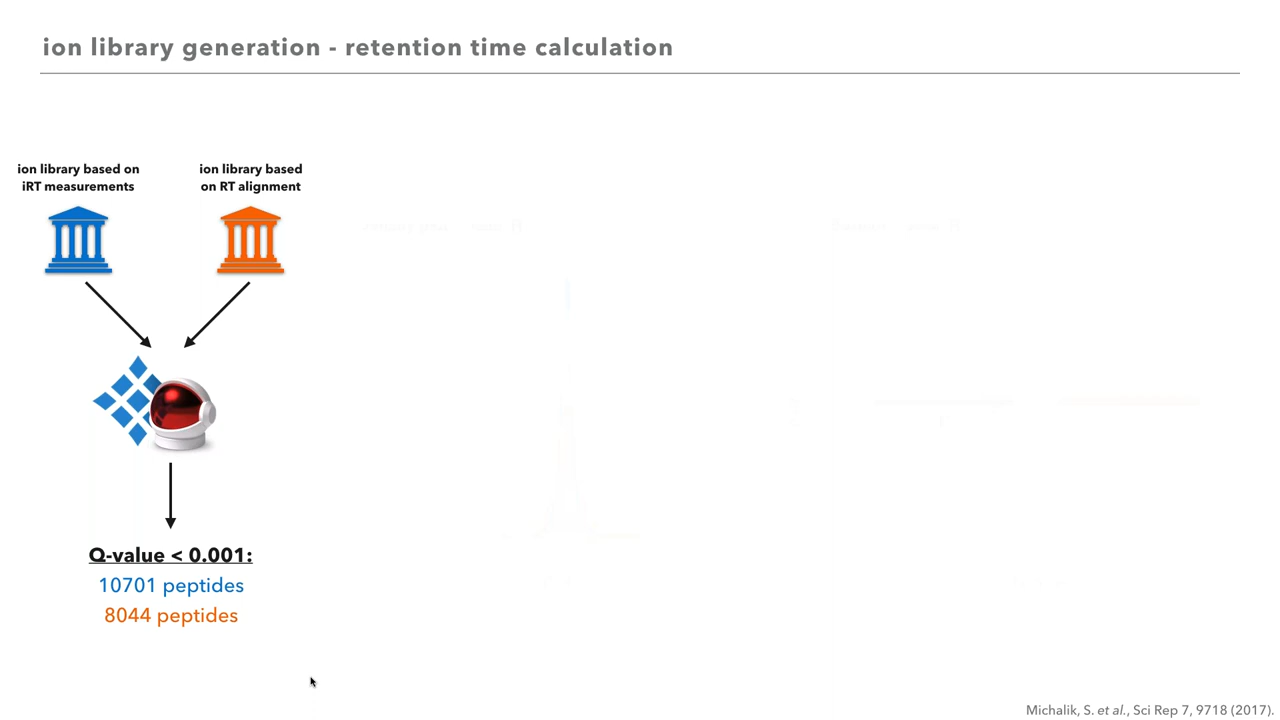 ion library generation - retention time calculation
ion library based on
iRT measurements
ion library based
on RT alignment
Q-value < 0.001:
10701 peptides
8044 peptides
Michalik, S. et al., Sci Rep 7, 9718 (2017).